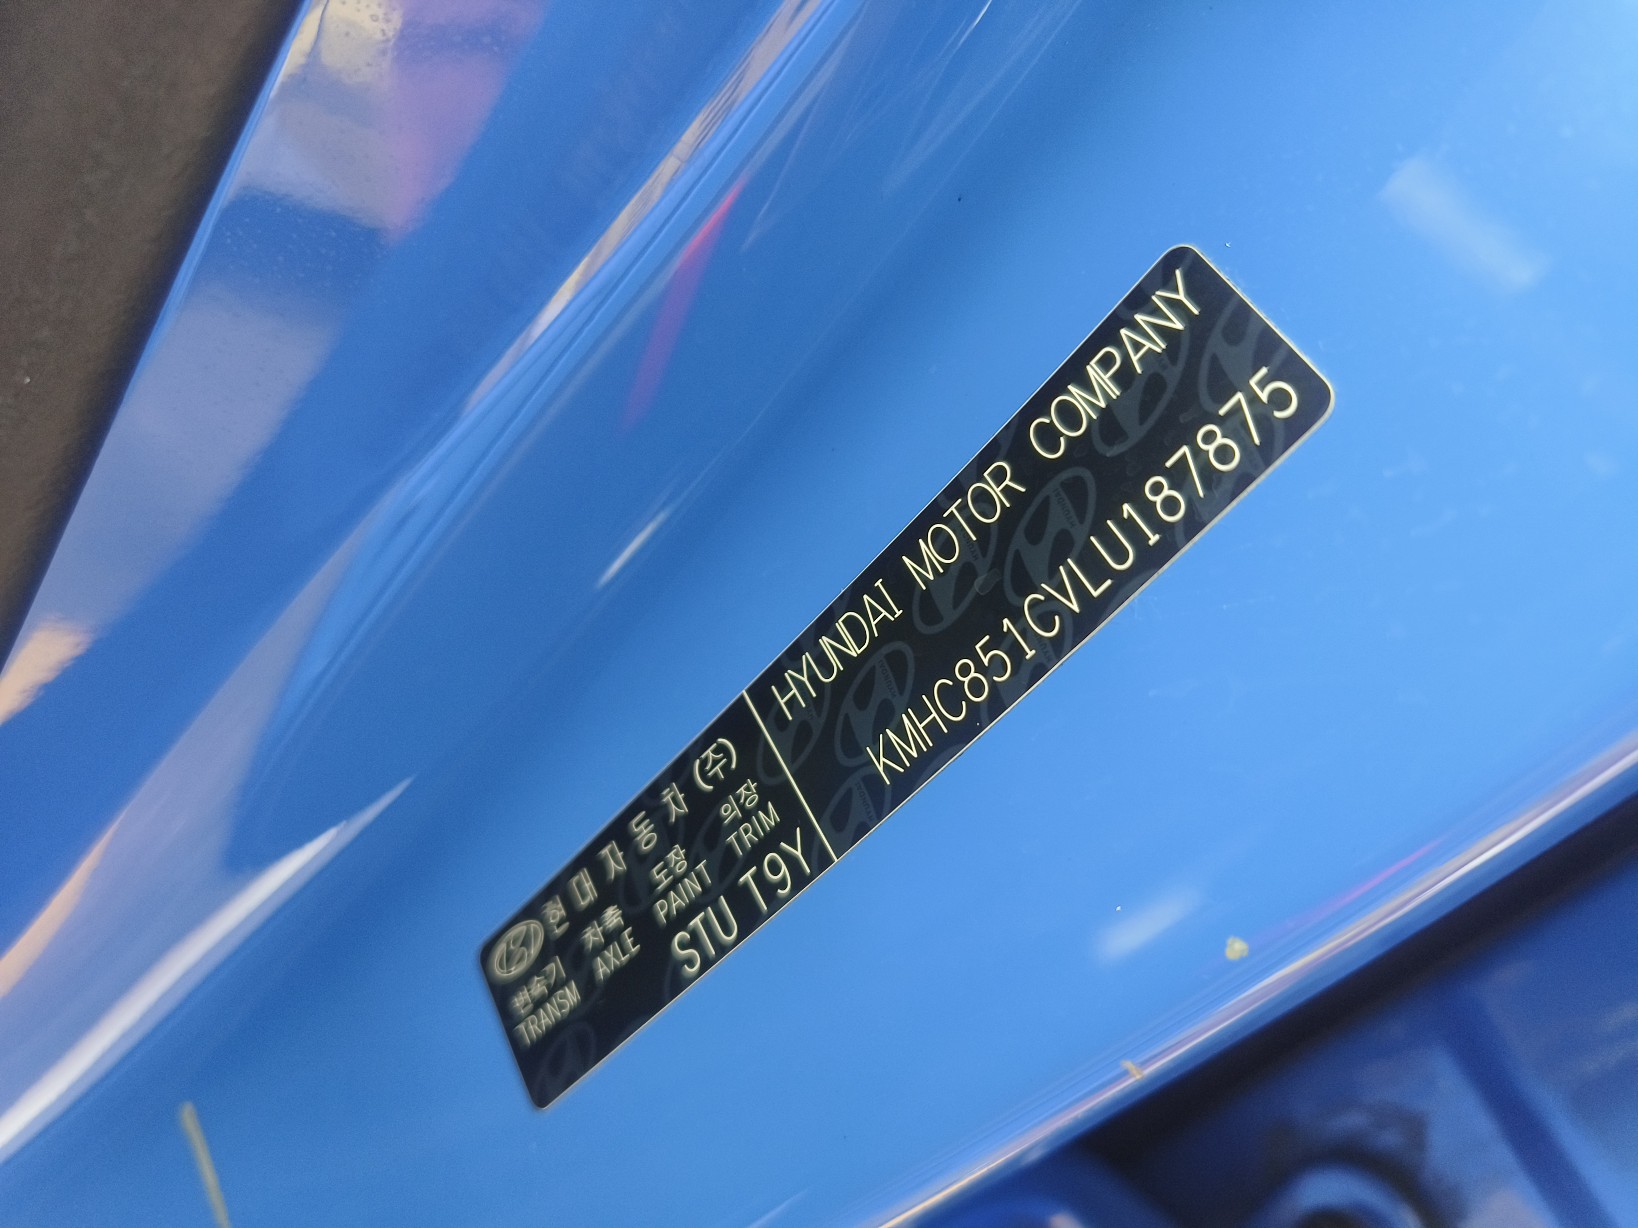 현대자동차(주)
변속기 차축 도장 의장
TRANSM AXLE PAINT TRIM
STU T9Y
HYUNDAI MOTOR COMPANY
KMHC851CVLU187875